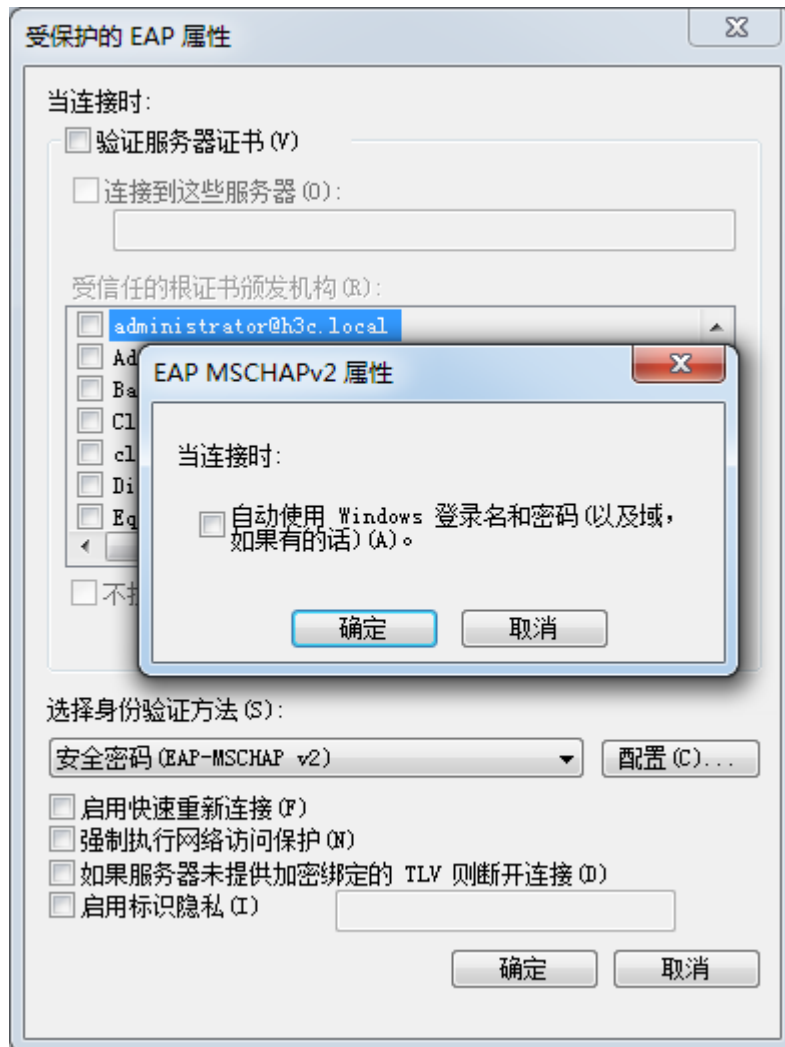 受保护的 EAP 属性
当连接时:
验证服务器证书(V)
连接到这些服务器(O):
受信任的根证书颁发机构(R):
administrator@h3c.local
Ad
Ba
Cl
cl
Di
Eq
不
EAP MSCHAPv2 属性
当连接时:
自动使用 Windows 登录名和密码(以及域，
如果有的话)(A)。
确定
取消
选择身份验证方法(S):
安全密码(EAP-MSCHAP v2)
配置(C)...
启用快速重新连接(F)
强制执行网络访问保护(N)
如果服务器未提供加密绑定的 TLV 则断开连接(D)
启用标识隐私(I)
确定
取消